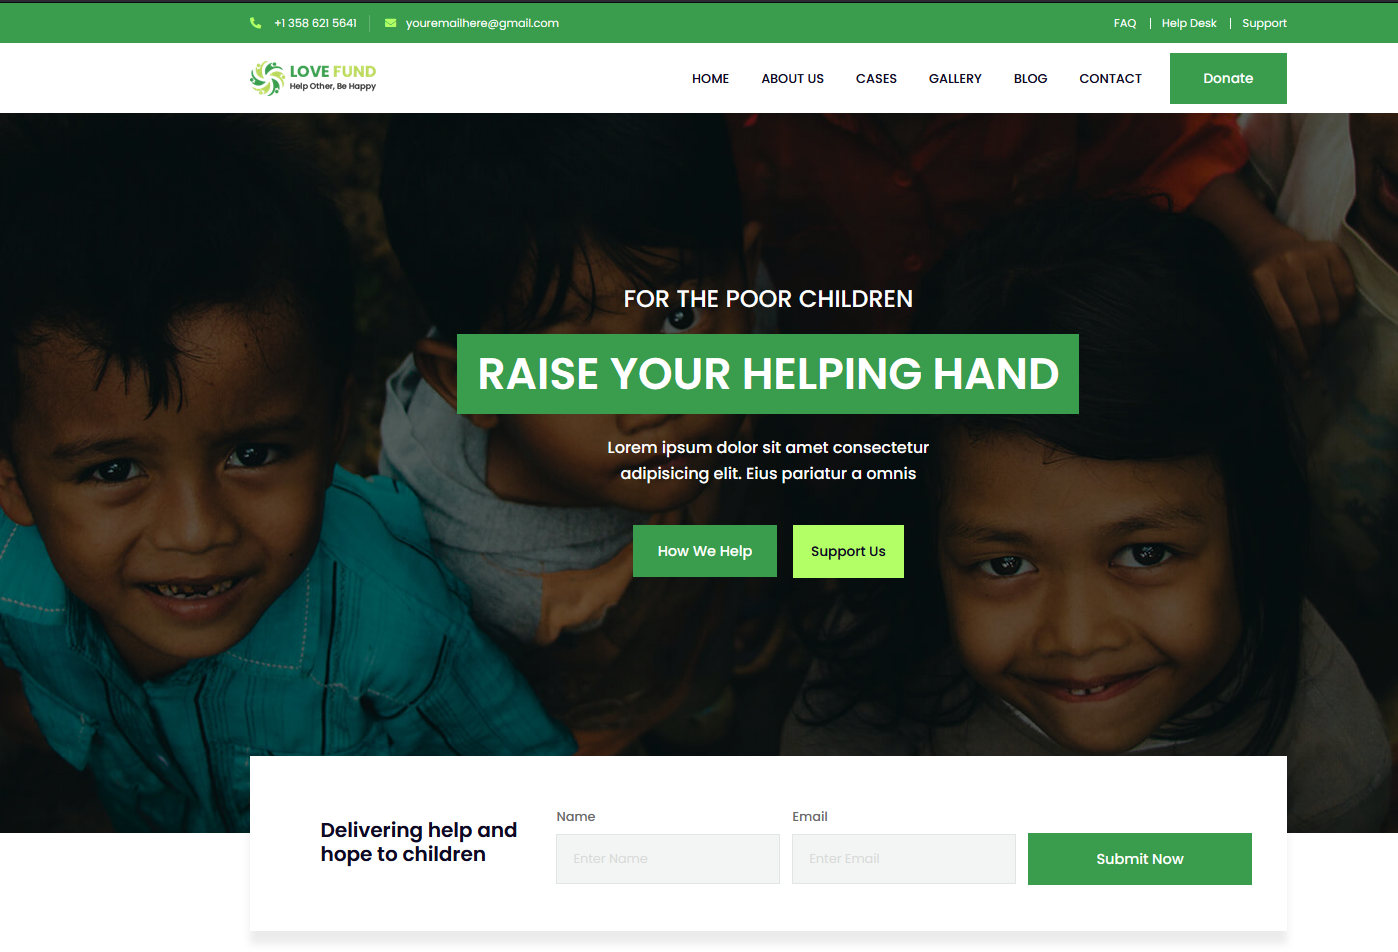 +1 358 621 5641
youremailhere@gmail.com
FAQ | Help Desk | Support
LOVE FUND
Help Other, Be Happy
HOME
ABOUT US
CASES
GALLERY
BLOG
CONTACT
Donate
FOR THE POOR CHILDREN
RAISE YOUR HELPING HAND
Lorem ipsum dolor sit amet consectetur
adipisicing elit. Eius pariatur a omnis
How We Help
Support Us
Delivering help and
hope to children
Name
Enter Name
Email
Enter Email
Submit Now